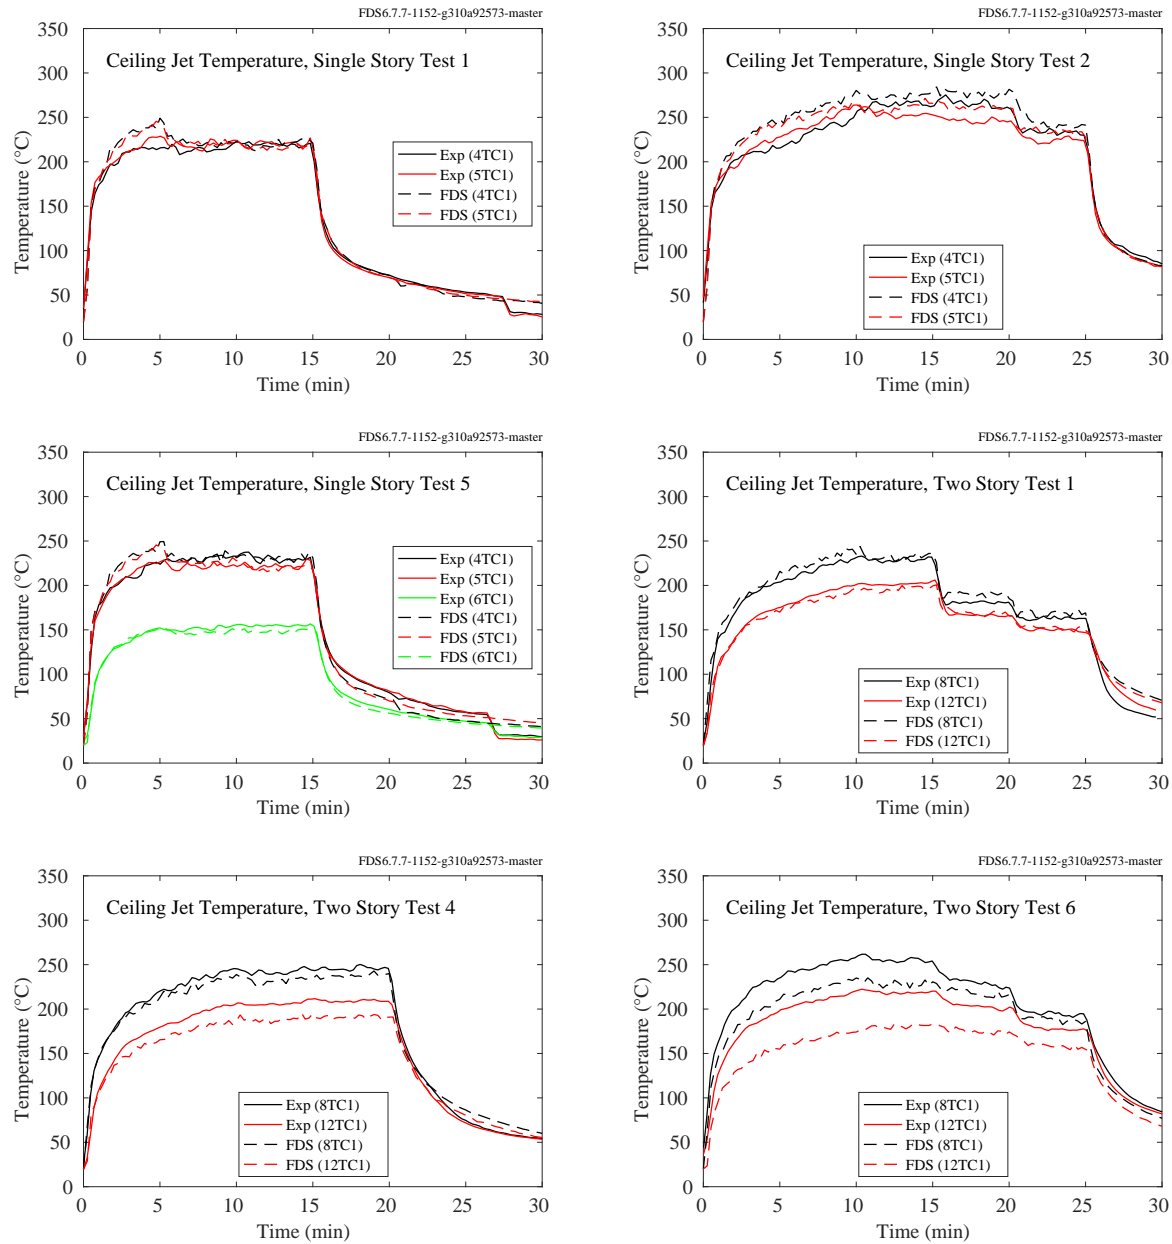 FDS6.7.7-1152-g310a92573-master
Ceiling Jet Temperature, Single Story Test 1
Temperature (°C)
350
300
250
200
150
100
50
0
Exp (4TC1)
Exp (5TC1)
FDS (4TC1)
FDS (5TC1)
0 5 10 15 20 25 30
Time (min)
FDS6.7.7-1152-g310a92573-master
Ceiling Jet Temperature, Single Story Test 2
Temperature (°C)
350
300
250
200
150
100
50
0
Exp (4TC1)
Exp (5TC1)
FDS (4TC1)
FDS (5TC1)
0 5 10 15 20 25 30
Time (min)
FDS6.7.7-1152-g310a92573-master
Ceiling Jet Temperature, Single Story Test 5
Temperature (°C)
350
300
250
200
150
100
50
0
Exp (4TC1)
Exp (5TC1)
Exp (6TC1)
FDS (4TC1)
FDS (5TC1)
FDS (6TC1)
0 5 10 15 20 25 30
Time (min)
FDS6.7.7-1152-g310a92573-master
Ceiling Jet Temperature, Two Story Test 1
Temperature (°C)
350
300
250
200
150
100
50
0
Exp (8TC1)
Exp (12TC1)
FDS (8TC1)
FDS (12TC1)
0 5 10 15 20 25 30
Time (min)
FDS6.7.7-1152-g310a92573-master
Ceiling Jet Temperature, Two Story Test 4
Temperature (°C)
350
300
250
200
150
100
50
0
Exp (8TC1)
Exp (12TC1)
FDS (8TC1)
FDS (12TC1)
0 5 10 15 20 25 30
Time (min)
FDS6.7.7-1152-g310a92573-master
Ceiling Jet Temperature, Two Story Test 6
Temperature (°C)
350
300
250
200
150
100
50
0
Exp (8TC1)
Exp (12TC1)
FDS (8TC1)
FDS (12TC1)
0 5 10 15 20 25 30
Time (min)